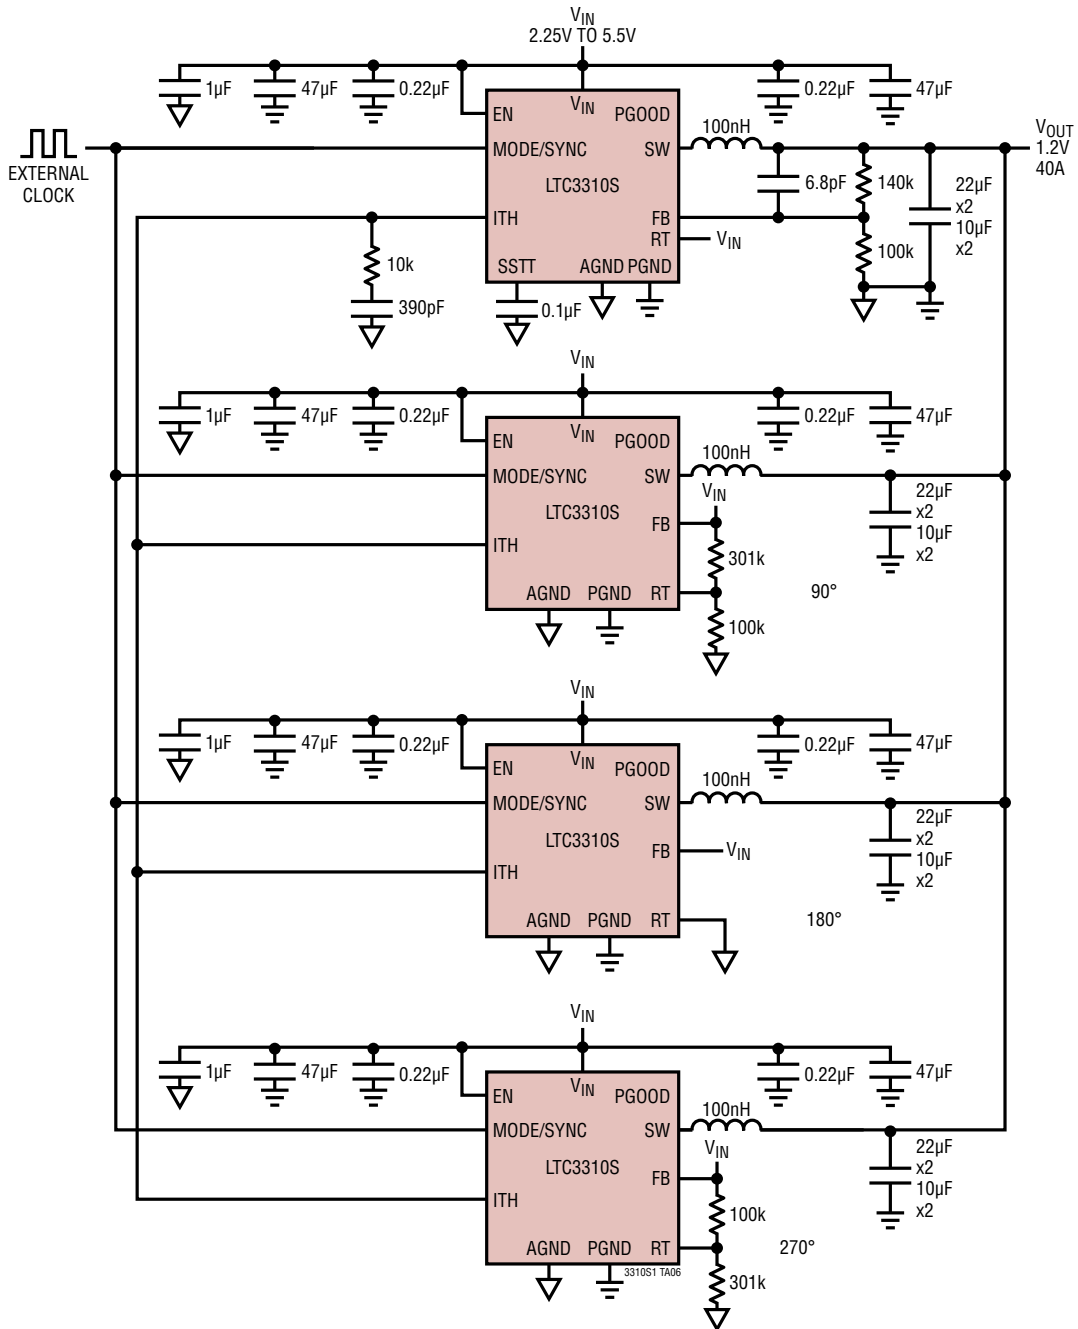 VIN
2.25V TO 5.5V
1µF
47µF
0.22µF
0.22µF
47µF
EN
VIN
PGOOD
100nH
EXTERNAL
CLOCK
MODE/SYNC
SW
VOUT
1.2V
40A
LTC3310S
6.8pF
140k
22µF
x2
10µF
x2
ITH
FB
RT
VIN
100k
10k
390pF
SSTT
AGND
PGND
0.1µF
VIN
1µF
47µF
0.22µF
0.22µF
47µF
EN
VIN
PGOOD
100nH
MODE/SYNC
SW
LTC3310S
VIN
22µF
x2
10µF
x2
FB
ITH
301k
AGND
PGND
RT
90°
100k
VIN
1µF
47µF
0.22µF
0.22µF
47µF
EN
VIN
PGOOD
100nH
MODE/SYNC
SW
LTC3310S
22µF
x2
10µF
x2
FB
VIN
ITH
AGND
PGND
RT
180°
VIN
1µF
47µF
0.22µF
0.22µF
47µF
EN
VIN
PGOOD
100nH
MODE/SYNC
SW
LTC3310S
VIN
22µF
x2
10µF
x2
FB
ITH
100k
AGND
PGND
RT
270°
3310S1 TA06
301k